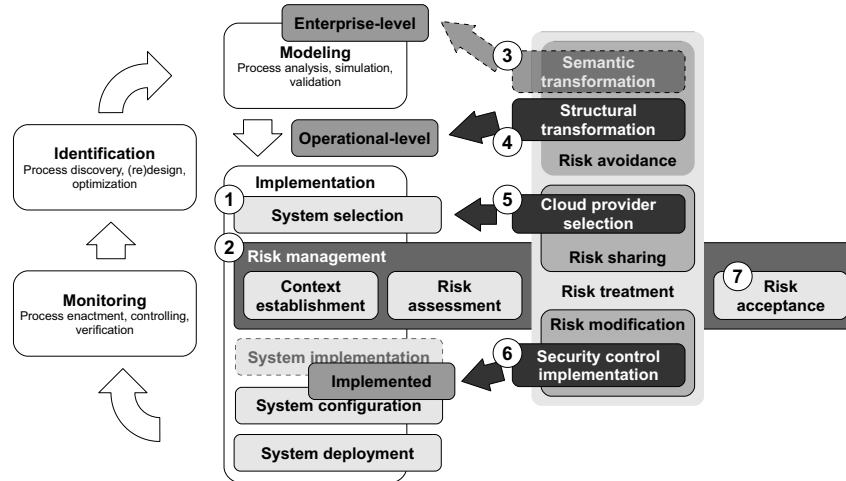 Enterprise-level
Modeling
Process analysis, simulation,
validation
3
Semantic
transformation
Operational-level
4
Structural
transformation
Risk avoidance
Identification
Process discovery, (re)design,
optimization
Implementation
1
System selection
5
Cloud provider
selection
Risk sharing
2
Risk management
Context
establishment
Risk
assessment
Risk treatment
7
Risk
acceptance
Monitoring
Process enactment, controlling,
verification
Risk modification
System implementation
Implemented
6
Security control
implementation
System configuration
System deployment